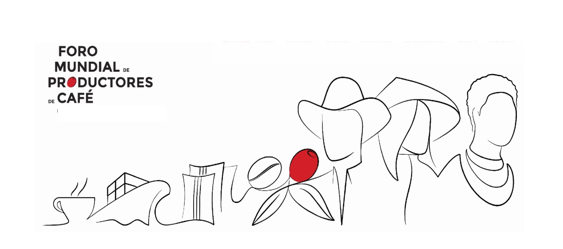 FORO
MUNDIAL DE
PRODUCTORES
DE CAFÉ